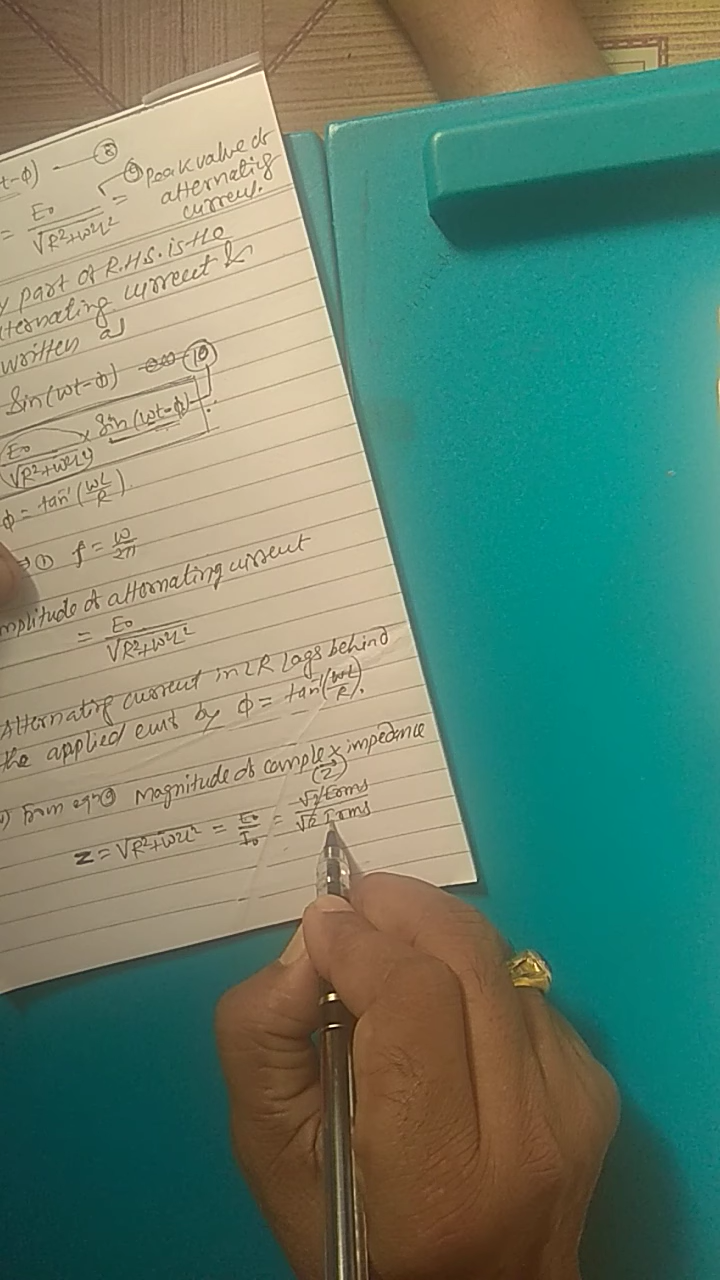 t-φ) — ⑧
= E₀/√R²+ω²L² = ⑨ Peak value of alternating current.
y part of R.H.S. is the
lternating current &
written as
Sin(ωt-φ) ⑩
E₀/√R²+ω²L² × Sin(ωt-φ)
φ = tan⁻¹(ωL/R).
⇒ ① f = ω/2π
mplitude of alternating current
= E₀/√R²+ω²L²
Alternating current in LR lags behind
the applied emf by φ = tan⁻¹(ωL/R).
) From eqn ⑨ Magnitude of complex impedance (Z)
Z = √R²+ω²L² = E₀/I₀ = √2 Erms/√2 Irms